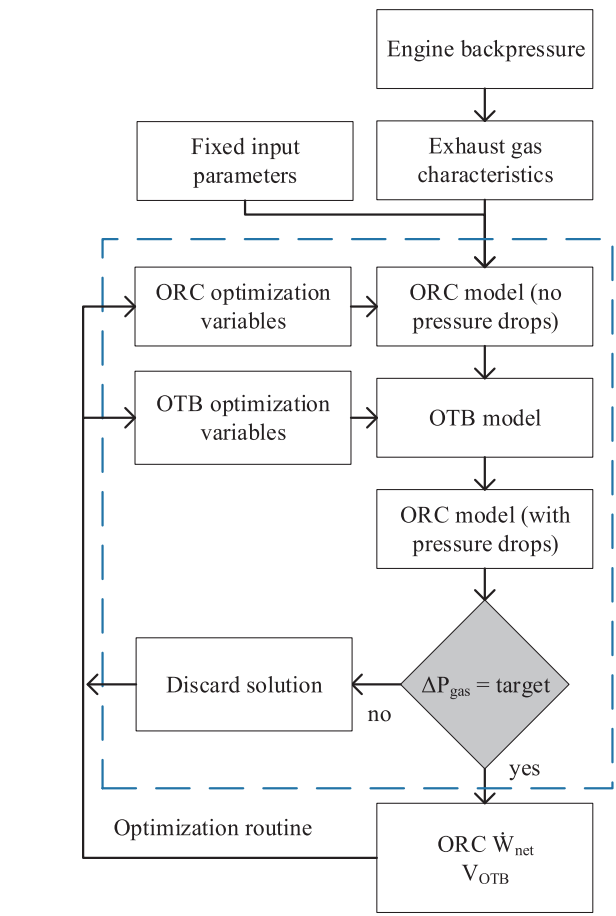 Engine backpressure
Fixed input
parameters
Exhaust gas
characteristics
ORC optimization
variables
ORC model (no
pressure drops)
OTB optimization
variables
OTB model
ORC model (with
pressure drops)
Discard solution
no
ΔPgas = target
yes
Optimization routine
ORC Ẇnet
VOTB